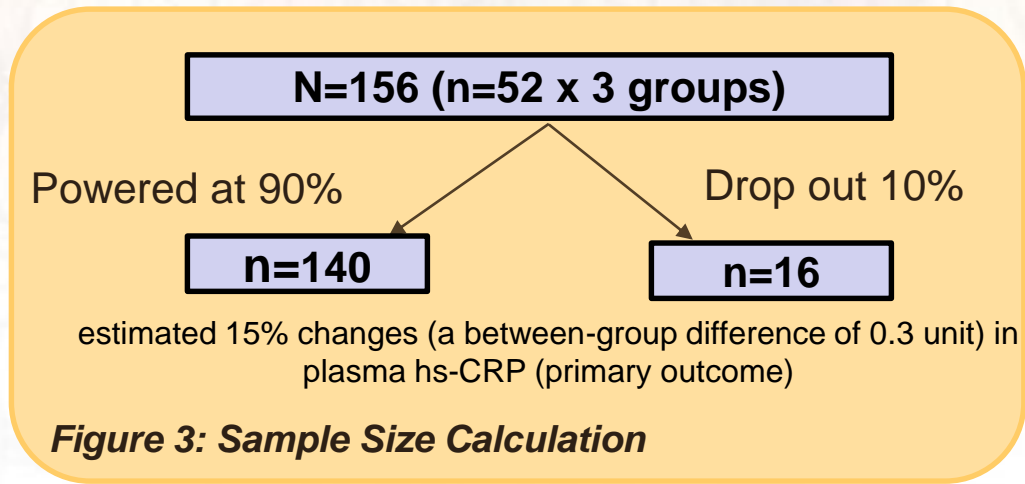 N=156 (n=52 x 3 groups)
Powered at 90%
Drop out 10%
n=140
n=16
estimated 15% changes (a between-group difference of 0.3 unit) in
plasma hs-CRP (primary outcome)
Figure 3: Sample Size Calculation